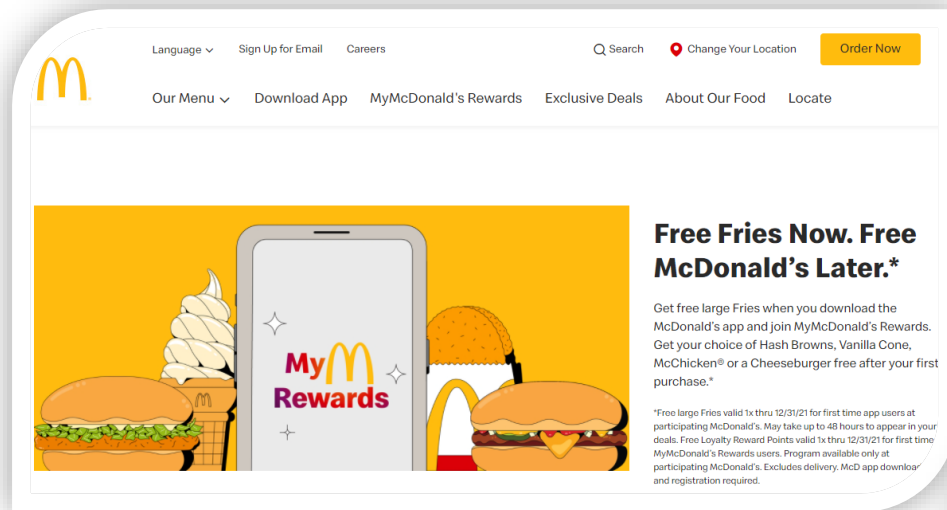 Language
Sign Up for Email
Careers
Search
Change Your Location
Order Now
Our Menu
Download App
MyMcDonald's Rewards
Exclusive Deals
About Our Food
Locate
My
Rewards
Free Fries Now. Free
McDonald's Later.*
Get free large Fries when you download the
McDonald's app and join MyMcDonald's Rewards.
Get your choice of Hash Browns, Vanilla Cone,
McChicken® or a Cheeseburger free after your first
purchase.*
*Free large Fries valid 1x thru 12/31/21 for first time app users at
participating McDonald's. May take up to 48 hours to appear in your
deals. Free Loyalty Reward Points valid 1x thru 12/31/21 for first time
MyMcDonald's Rewards users. Program available only at
participating McDonald's. Excludes delivery. McD app download
and registration required.